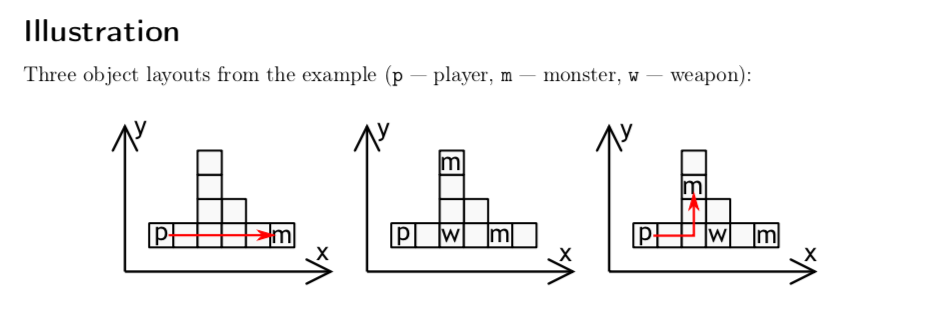 Illustration
Three object layouts from the example (p — player, m — monster, w — weapon):
y
y
y
m
m
p m
p w m
p w m
x
x
x